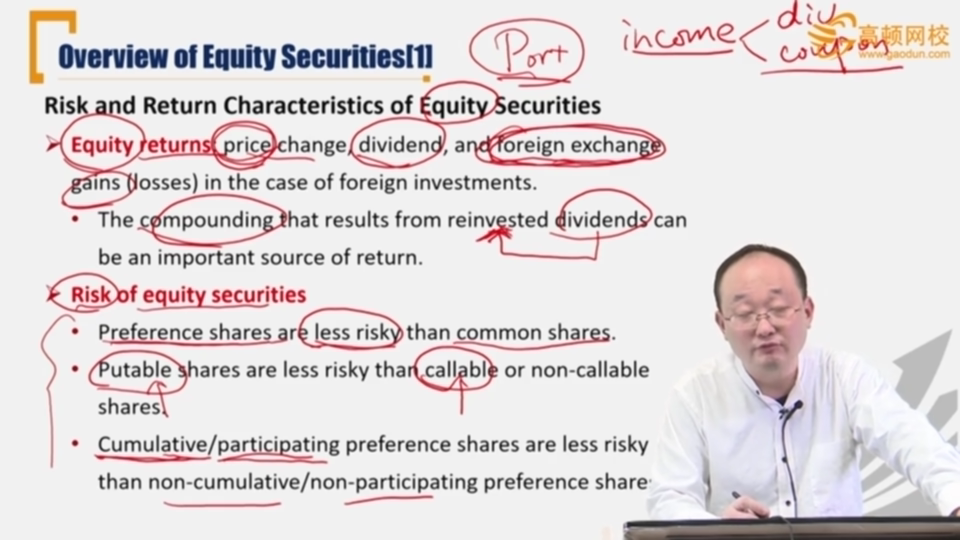 Overview of Equity Securities[1]
Port
income < div
coupon
高顿网校
www.gaodun.com
Risk and Return Characteristics of Equity Securities
➢ Equity returns: price change, dividend, and foreign exchange
gains (losses) in the case of foreign investments.
• The compounding that results from reinvested dividends can
be an important source of return.
➢ Risk of equity securities
• Preference shares are less risky than common shares.
• Putable shares are less risky than callable or non-callable
shares.
• Cumulative/participating preference shares are less risky
than non-cumulative/non-participating preference share